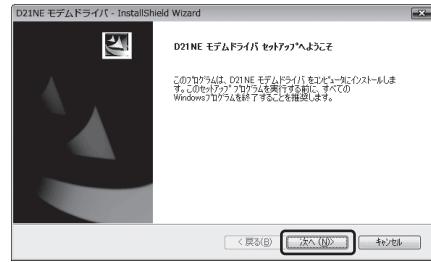 D21NE モデムドライバ - InstallShield Wizard
D21NE モデムドライバ セットアップへようこそ
このプログラムは、D21NE モデムドライバ をコンピュータにインストールしま
す。このセットアップ プログラムを実行する前に、すべての
Windowsプログラムを終了することを推奨します。
< 戻る(B)
次へ (N)>
キャンセル